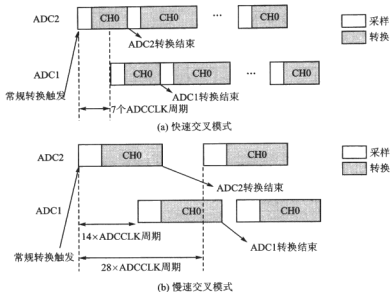 ADC2 CH0 CH0 ··· CH0 采样
转换
ADC2转换结束
ADC1 CH0 CH0 ··· CH0 采样
转换
常规转换触发 ADC1转换结束
7个ADCCLK周期
(a) 快速交叉模式
ADC2 CH0 CH0 采样
转换
ADC2转换结束
ADC1 CH0 CH0
14×ADCCLK周期
常规转换触发 ADC1转换结束
28×ADCCLK周期
(b) 慢速交叉模式